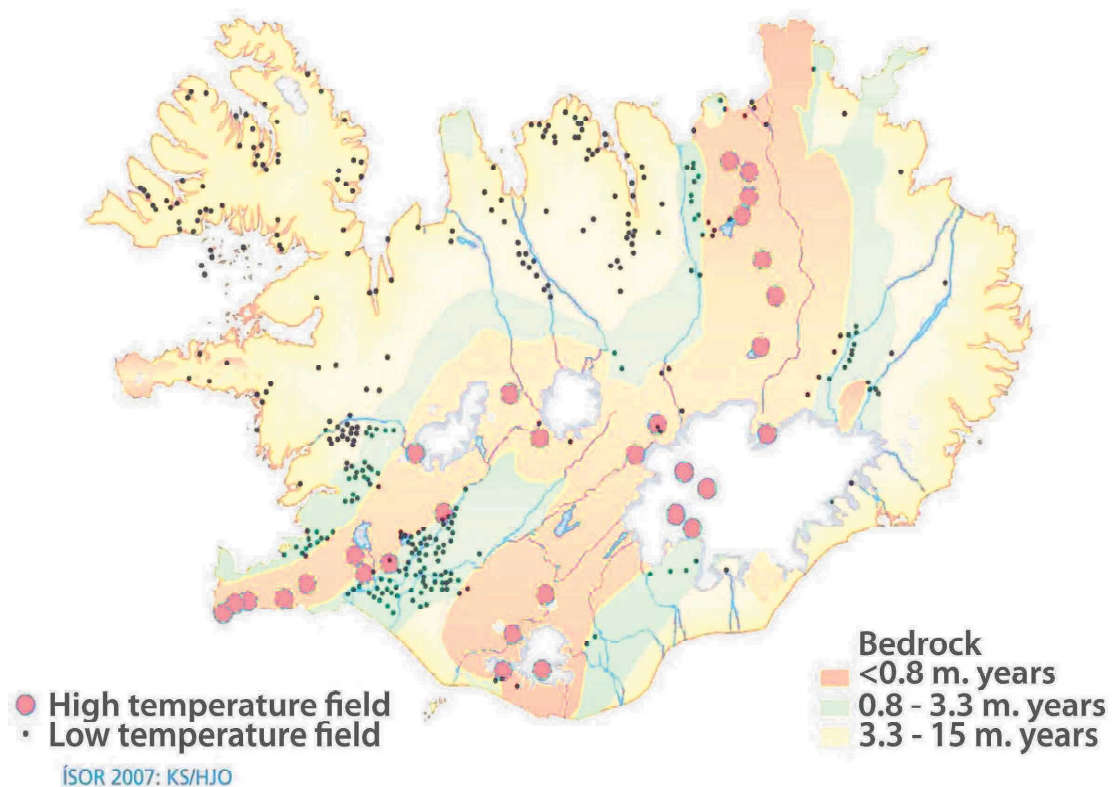 Bedrock
<0.8 m. years
0.8 - 3.3 m. years
3.3 - 15 m. years
High temperature field
Low temperature field
ÍSOR 2007: KS/HJO